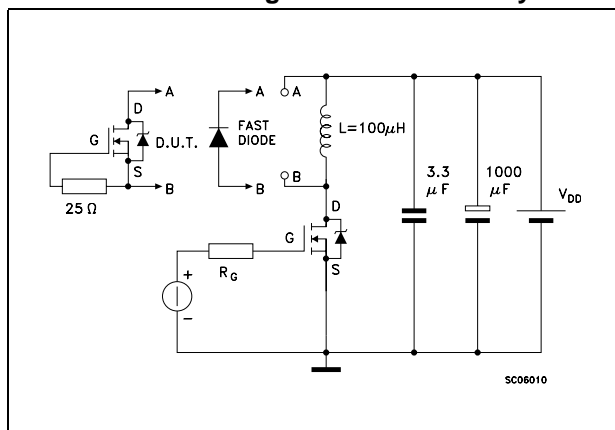 A
D
G
D.U.T.
S
B
25 Ω
A
FAST
DIODE
B
A
L=100μH
B
D
G
S
RG
+
-
3.3
μF
1000
μF
VDD
SC06010